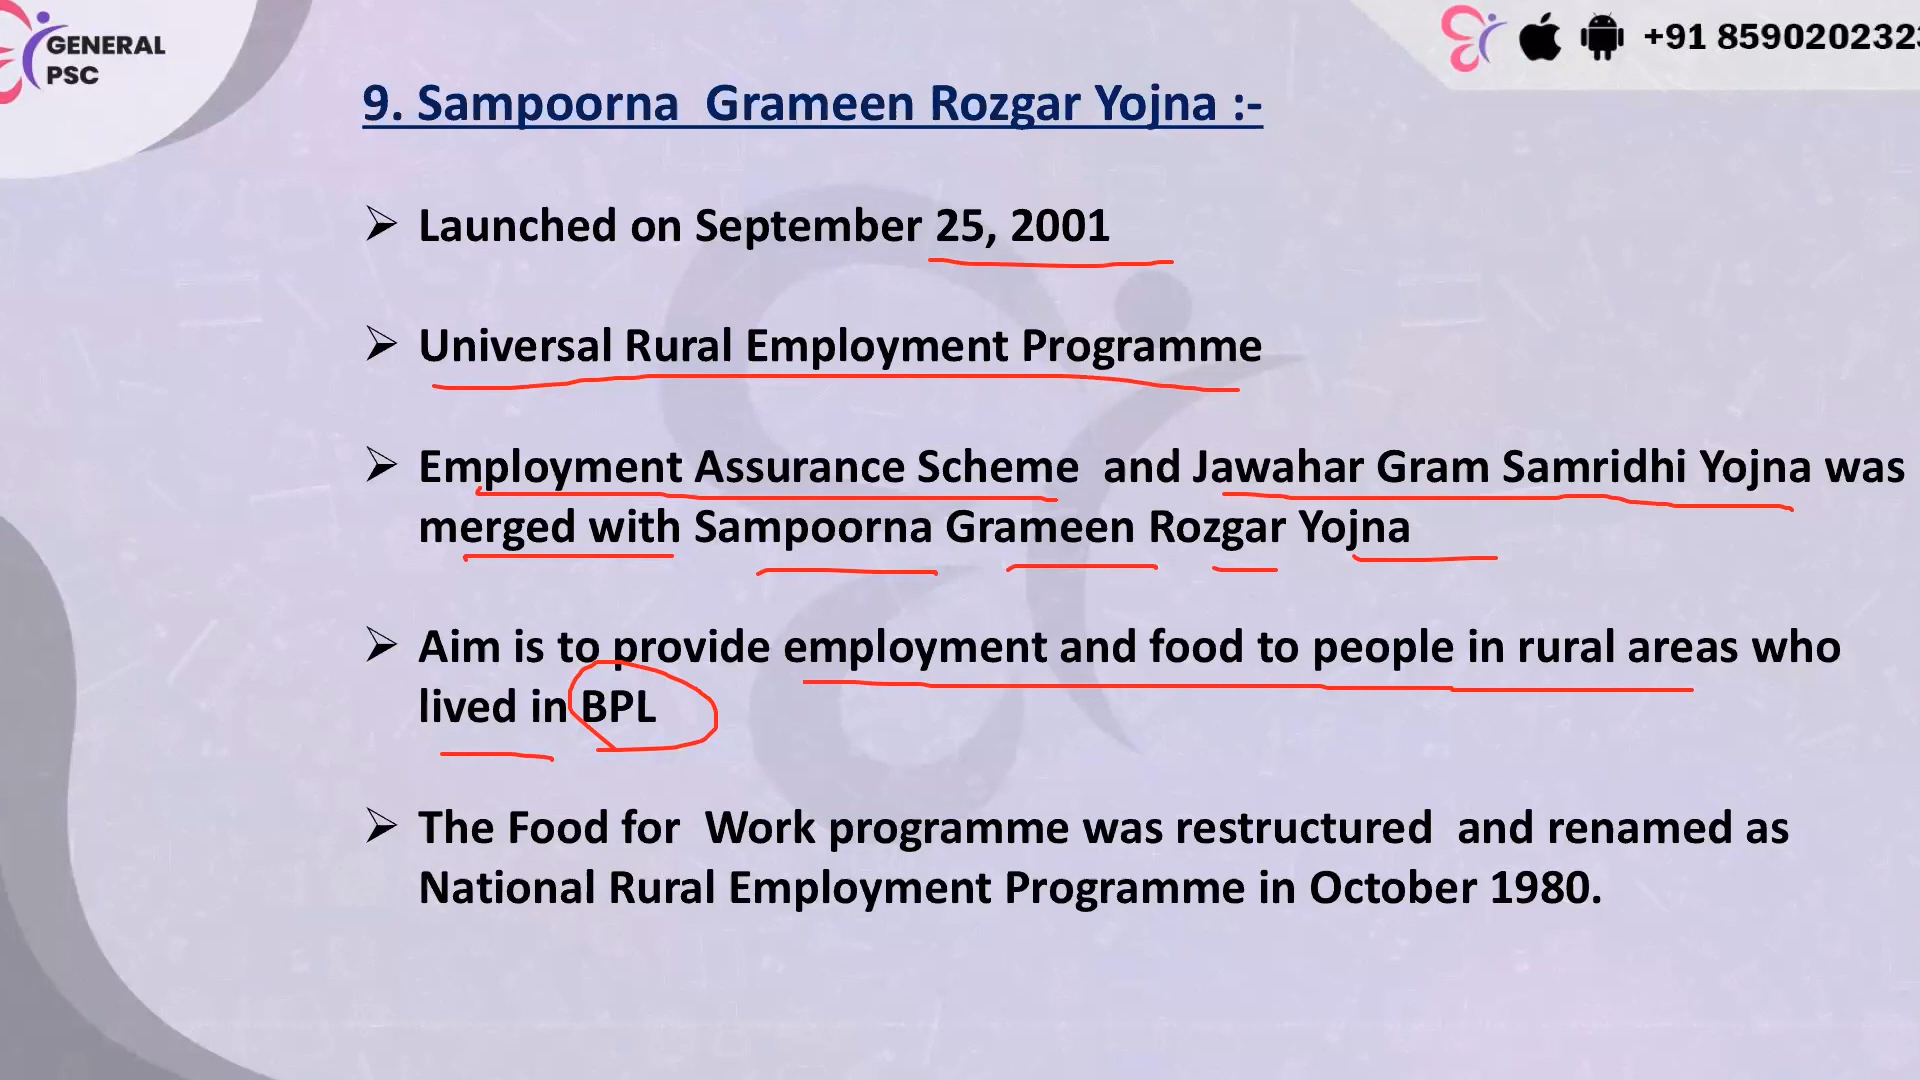 GENERAL
PSC
+91 859020232
9. Sampoorna Grameen Rozgar Yojna :-
➢ Launched on September 25, 2001
➢ Universal Rural Employment Programme
➢ Employment Assurance Scheme and Jawahar Gram Samridhi Yojna was
merged with Sampoorna Grameen Rozgar Yojna
➢ Aim is to provide employment and food to people in rural areas who
lived in BPL
➢ The Food for Work programme was restructured and renamed as
National Rural Employment Programme in October 1980.